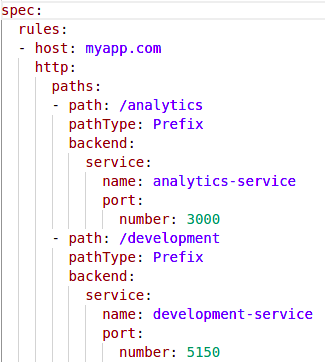 spec:
  rules:
  - host: myapp.com
    http:
      paths:
      - path: /analytics
        pathType: Prefix
        backend:
          service:
            name: analytics-service
            port:
              number: 3000
      - path: /development
        pathType: Prefix
        backend:
          service:
            name: development-service
            port:
              number: 5150